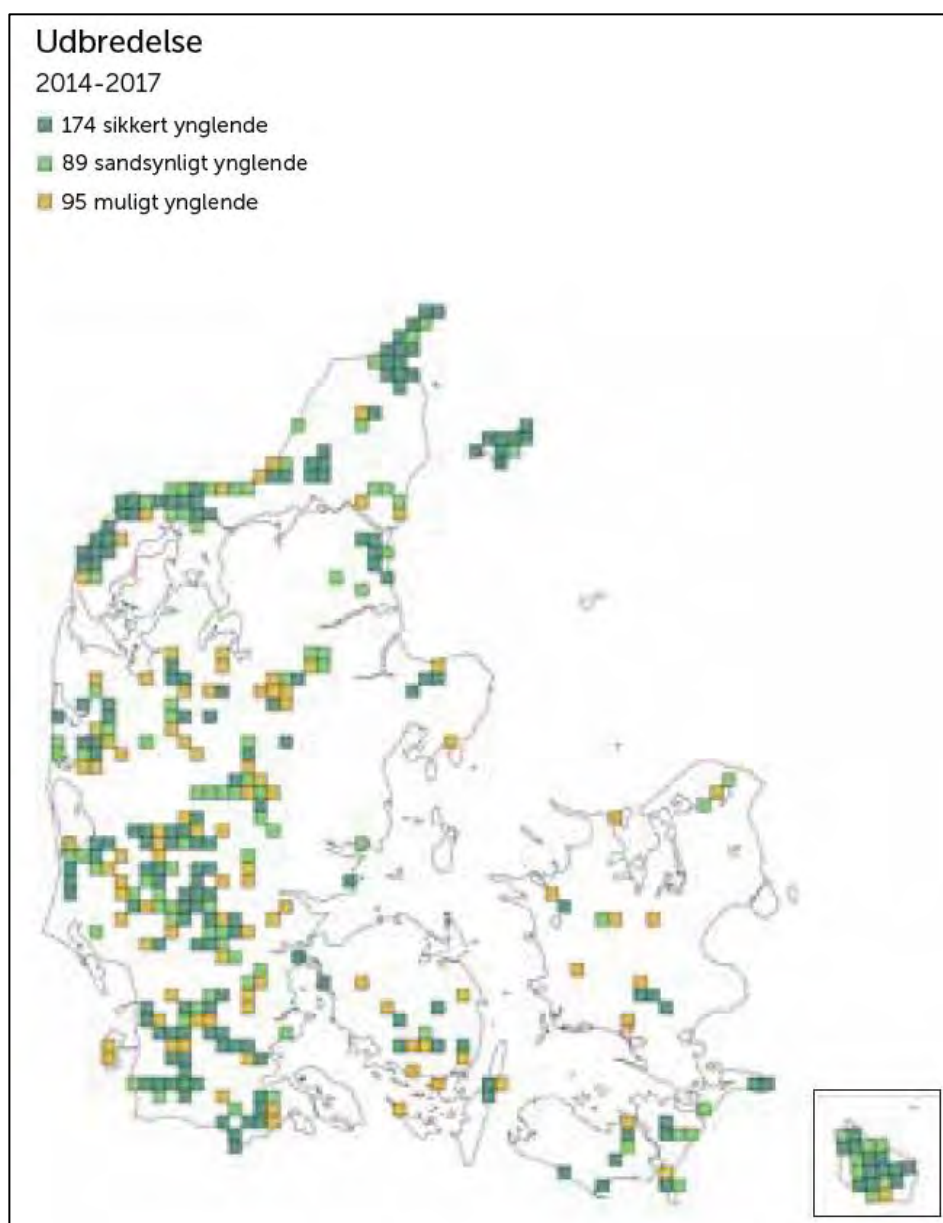 Udbredelse
2014-2017
174 sikkert ynglende
89 sandsynligt ynglende
95 muligt ynglende